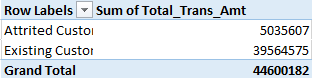 Row Labels Sum of Total_Trans_Amt
Attrited Custor 5035607
Existing Custor 39564575
Grand Total 44600182